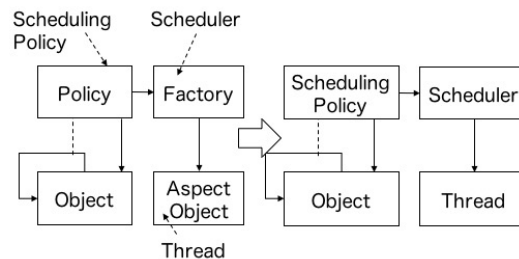 Scheduling
Policy
Scheduler
Policy
Factory
Object
Aspect
Object
Thread
Scheduling
Policy
Scheduler
Object
Thread